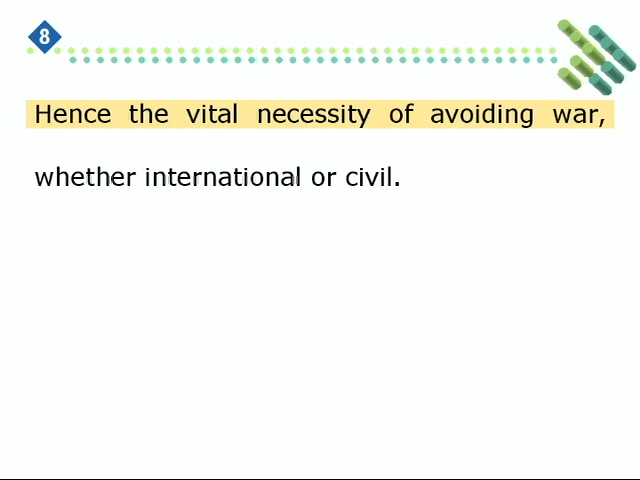 8
Hence the vital necessity of avoiding war,
whether international or civil.